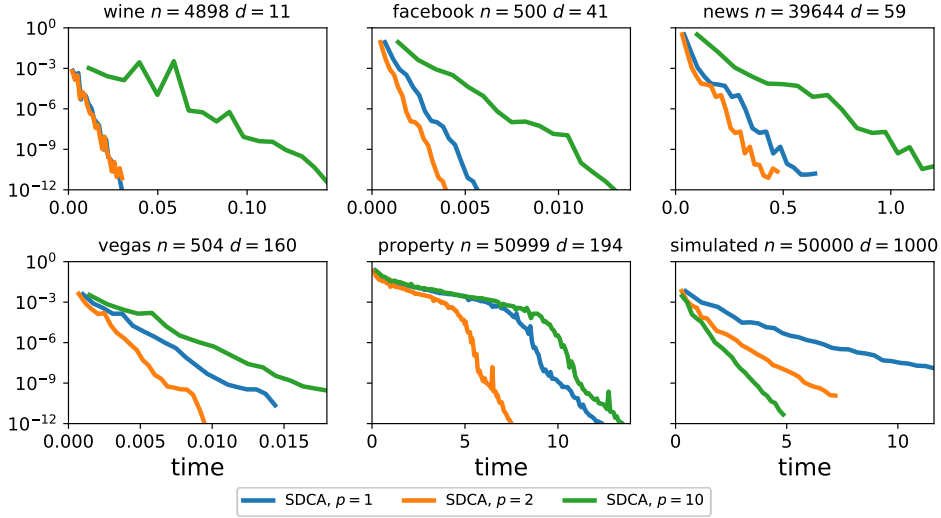 wine n = 4898 d = 11
facebook n = 500 d = 41
news n = 39644 d = 59
10^0
10^-3
10^-6
10^-9
10^-12
0.00 0.05 0.10
0.000 0.005 0.010
0.0 0.5 1.0
vegas n = 504 d = 160
property n = 50999 d = 194
simulated n = 50000 d = 1000
10^0
10^-3
10^-6
10^-9
10^-12
0.000 0.005 0.010 0.015
0 5 10
0 5 10
time
time
time
SDCA, p = 1
SDCA, p = 2
SDCA, p = 10